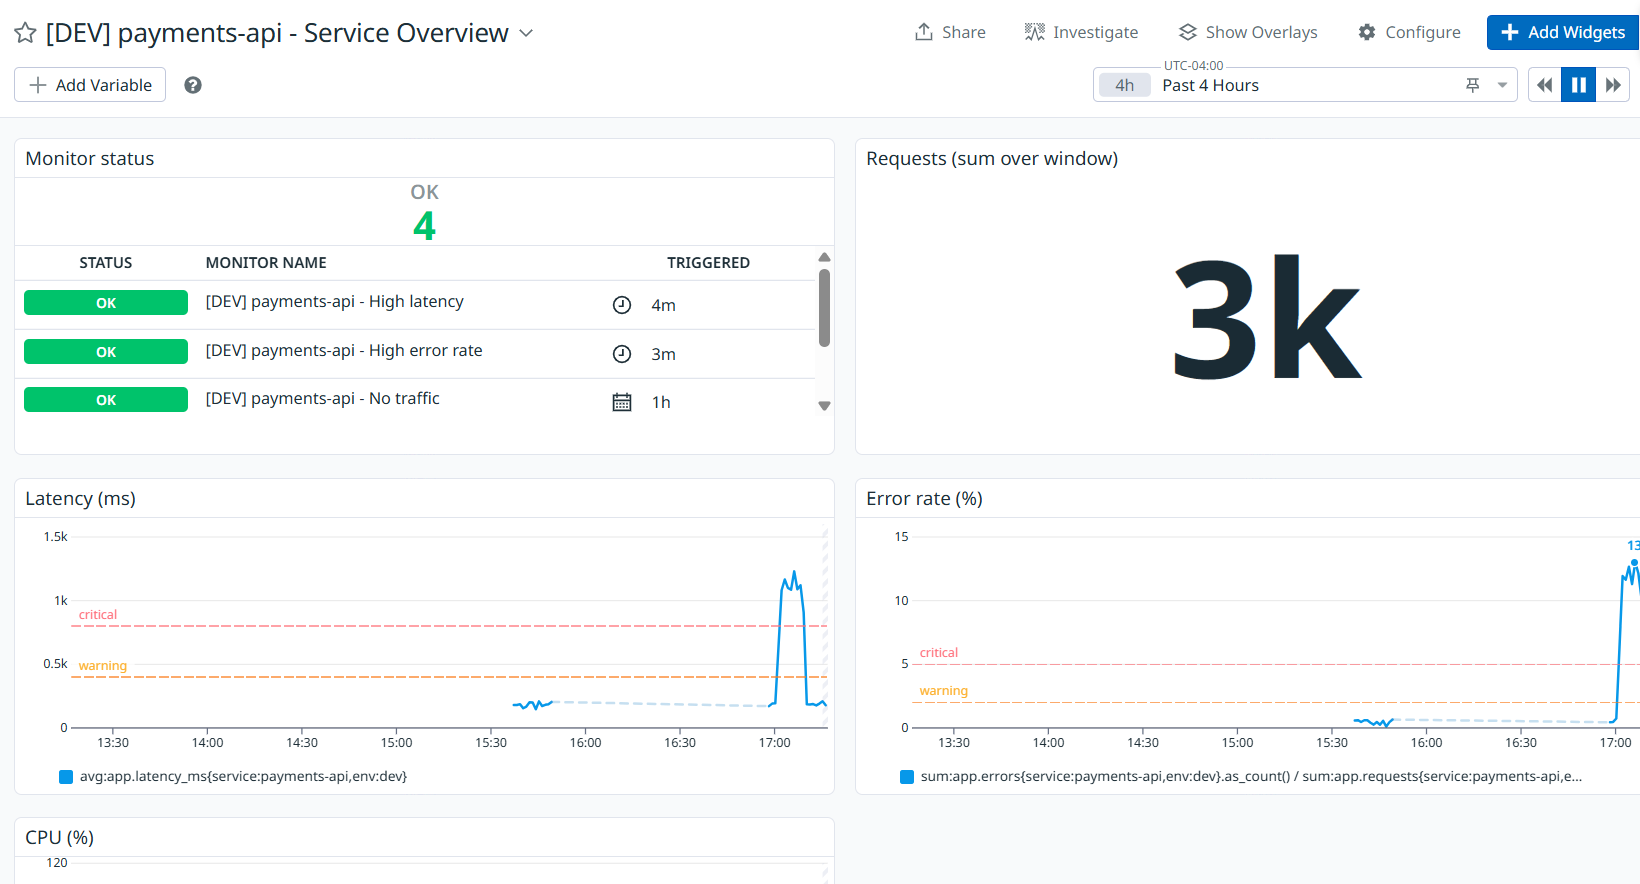 [DEV] payments-api - Service Overview
Share
Investigate
Show Overlays
Configure
Add Widgets
Add Variable
UTC-04:00
4h Past 4 Hours
Monitor status
OK
4
STATUS MONITOR NAME TRIGGERED
OK [DEV] payments-api - High latency 4m
OK [DEV] payments-api - High error rate 3m
OK [DEV] payments-api - No traffic 1h
Requests (sum over window)
3k
Latency (ms)
1.5k
1k
critical
0.5k
warning
0
13:30 14:00 14:30 15:00 15:30 16:00 16:30 17:00
avg:app.latency_ms{service:payments-api,env:dev}
Error rate (%)
15
13
10
critical
5
warning
0
13:30 14:00 14:30 15:00 15:30 16:00 16:30 17:00
sum:app.errors{service:payments-api,env:dev}.as_count() / sum:app.requests{service:payments-api,e...
CPU (%)
120